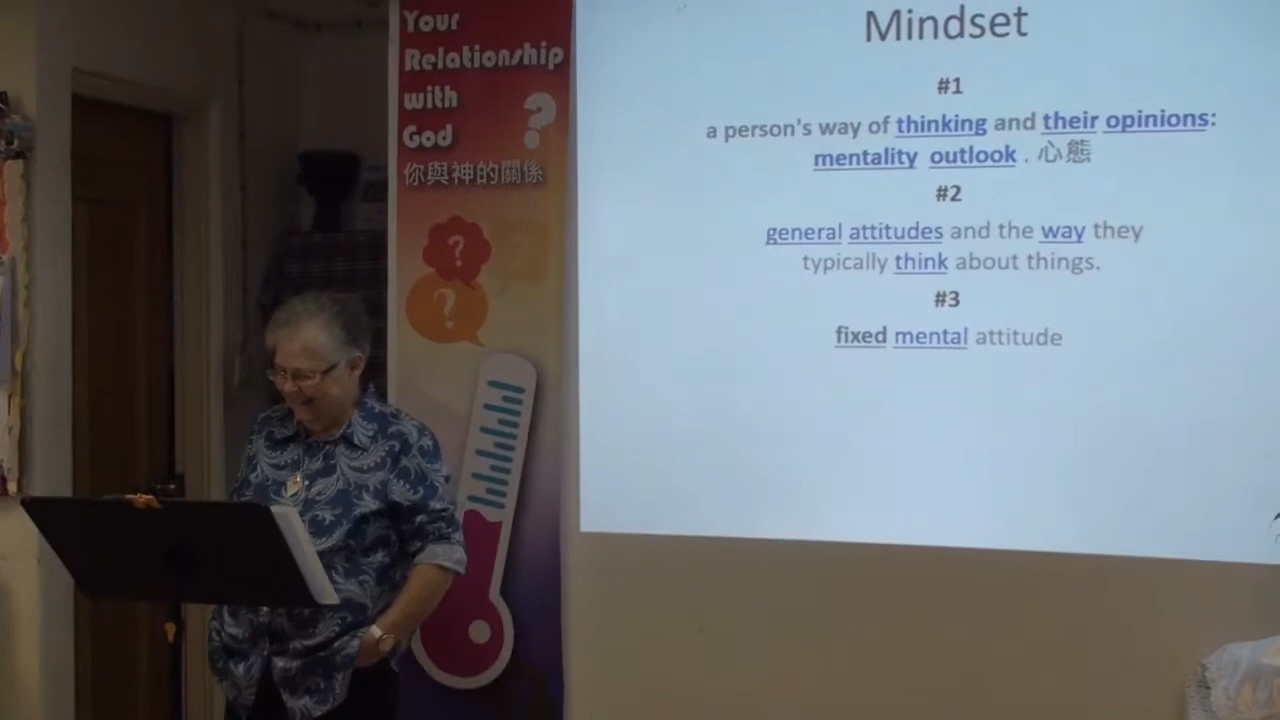 Your
Relationship
with
God
?
你與神的關係
?
?
Mindset
#1
a person's way of thinking and their opinions:
mentality outlook . 心態
#2
general attitudes and the way they
typically think about things.
#3
fixed mental attitude